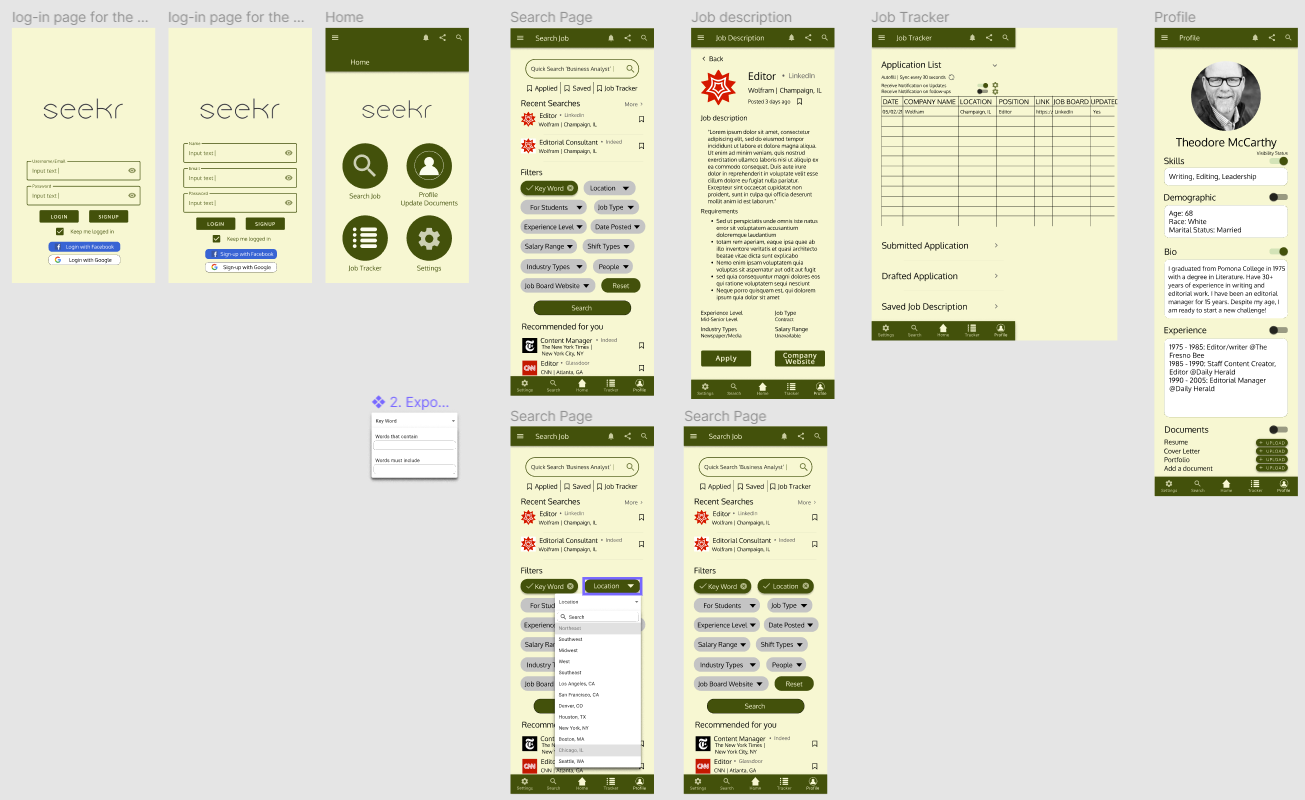 log-in page for the ...
seekr
Username/Email
Input text|
Password
Input text|
LOGIN
SIGNUP
Keep me logged in
Login with Facebook
Login with Google
log-in page for the ...
seekr
Name
Input text|
Email
Input text|
Password
Input text|
LOGIN
SIGNUP
Keep me logged in
Sign-up with Facebook
Sign-up with Google
Home
Home
seekr
Search Job
Profile
Update Documents
Job Tracker
Settings
2. Expo...
Key Word
Words that contain
Words must include
Search Page
Search Job
Quick Search 'Business Analyst' |
Applied
Saved
Job Tracker
Recent Searches
More >
Editor • LinkedIn
Wolfram | Champaign, IL
Editorial Consultant • Indeed
Wolfram | Champaign, IL
Filters
Key Word
Location
For Students
Job Type
Experience Level
Date Posted
Salary Range
Shift Types
Industry Types
People
Job Board Website
Reset
Search
Recommended for you
Content Manager • Indeed
The New York Times |
New York City, NY
Editor • Glassdoor
CNN | Atlanta, GA
Settings
Search
Home
Tracker
Profile
Search Page
Search Job
Quick Search 'Business Analyst' |
Applied
Saved
Job Tracker
Recent Searches
More >
Editor • LinkedIn
Wolfram | Champaign, IL
Editorial Consultant • Indeed
Wolfram | Champaign, IL
Filters
Key Word
Location
For Stud
Experience
Salary Ran
Industry T
Job Board
Location
Search
Northeast
Southwest
Midwest
West
Southeast
Los Angeles, CA
San Francisco, CA
Denver, CO
Houston, TX
New York, NY
Boston, MA
Chicago, IL
Seattle, WA
Recomm
Cont
The N
New Y
Edito
CNN |
Settings
Search
Home
Tracker
Profile
Search Page
Search Job
Quick Search 'Business Analyst' |
Applied
Saved
Job Tracker
Recent Searches
More >
Editor • LinkedIn
Wolfram | Champaign, IL
Editorial Consultant • Indeed
Wolfram | Champaign, IL
Filters
Key Word
Location
For Students
Job Type
Experience Level
Date Posted
Salary Range
Shift Types
Industry Types
People
Job Board Website
Reset
Search
Recommended for you
Content Manager • Indeed
The New York Times |
New York City, NY
Editor • Glassdoor
CNN | Atlanta, GA
Settings
Search
Home
Tracker
Profile
Job description
Job Description
< Back
Editor • LinkedIn
Wolfram | Champaign, IL
Posted 3 days ago
Job description
"Lorem ipsum dolor sit amet, consectetur
adipiscing elit, sed do eiusmod tempor
incididunt ut labore et dolore magna aliqua.
Ut enim ad minim veniam, quis nostrud
exercitation ullamco laboris nisi ut aliquip ex
ea commodo consequat. Duis aute irure
dolor in reprehenderit in voluptate velit esse
cillum dolore eu fugiat nulla pariatur.
Excepteur sint occaecat cupidatat non
proident, sunt in culpa qui officia deserunt
mollit anim id est laborum."
Requirements
• Sed ut perspiciatis unde omnis iste natus
error sit voluptatem accusantium
doloremque laudantium
• totam rem aperiam, eaque ipsa quae ab
illo inventore veritatis et quasi architecto
beatae vitae dicta sunt explicabo
• Nemo enim ipsam voluptatem quia
voluptas sit aspernatur aut odit aut fugit
• sed quia consequuntur magni dolores eos
qui ratione voluptatem sequi nesciunt
• Neque porro quisquam est, qui dolorem
ipsum quia dolor sit amet
Experience Level
Mid-Senior Level
Job Type
Contract
Industry Types
Newspaper/Media
Salary Range
Unavailable
Apply
Company
Website
Settings
Search
Home
Tracker
Profile
Job Tracker
Job Tracker
Application List
Autofill | Sync every 30 seconds
Receive Notification on Updates
Receive Notification on follow-ups
DATE COMPANY NAME LOCATION POSITION LINK JOB BOARD UPDATED
05/02/2 Wolfram Champaign, IL Editor https:/ LinkedIn Yes
Submitted Application >
Drafted Application >
Saved Job Description >
Settings
Search
Home
Tracker
Profile
Profile
Profile
Theodore McCarthy
Visibility Status
Skills
Writing, Editing, Leadership
Demographic
Age: 68
Race: White
Marital Status: Married
Bio
I graduated from Pomona College in 1975
with a degree in Literature. Have 30+
years of experience in writing and
editorial work. I have been an editorial
manager for 15 years. Despite my age, I
am ready to start a new challenge!
Experience
1975 - 1985: Editor/writer @The
Fresno Bee
1985 - 1990: Staff Content Creator,
Editor @Daily Herald
1990 - 2005: Editorial Manager
@Daily Herald
Documents
Resume + UPLOAD
Cover Letter + UPLOAD
Portfolio + UPLOAD
Add a document + UPLOAD
Settings
Search
Home
Tracker
Profile